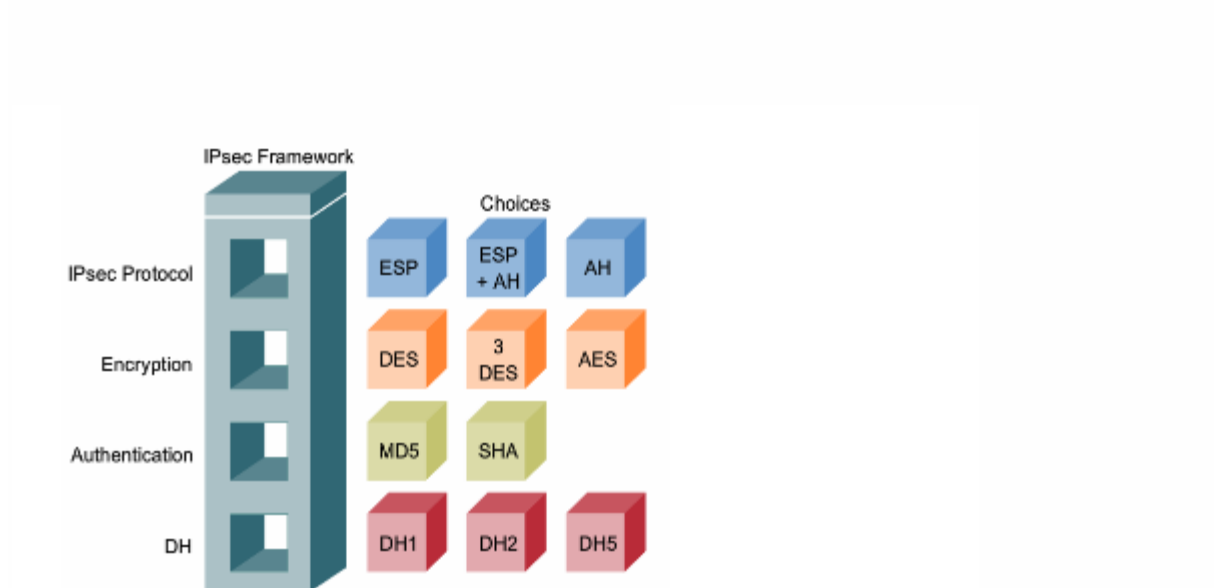 IPsec Framework
Choices
IPsec Protocol
ESP
ESP
+ AH
AH
Encryption
DES
3
DES
AES
Authentication
MD5
SHA
DH
DH1
DH2
DH5